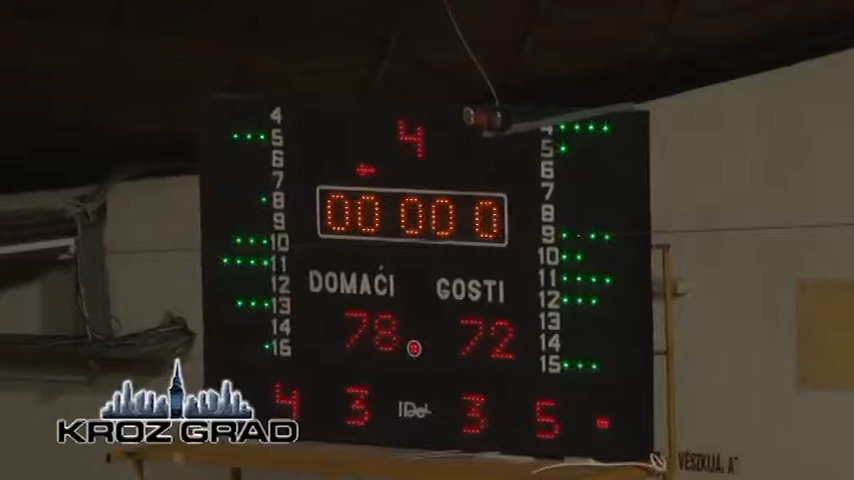 4
4 4
5 5
6 6
7 7
8 00 00 0 8
9 9
10 10
11 11
12 DOMAĆI GOSTI 12
13 78 72 13
14 14
15 15
4 3 IDeL 3 5
KROZ GRAD
VESZKIJA, A